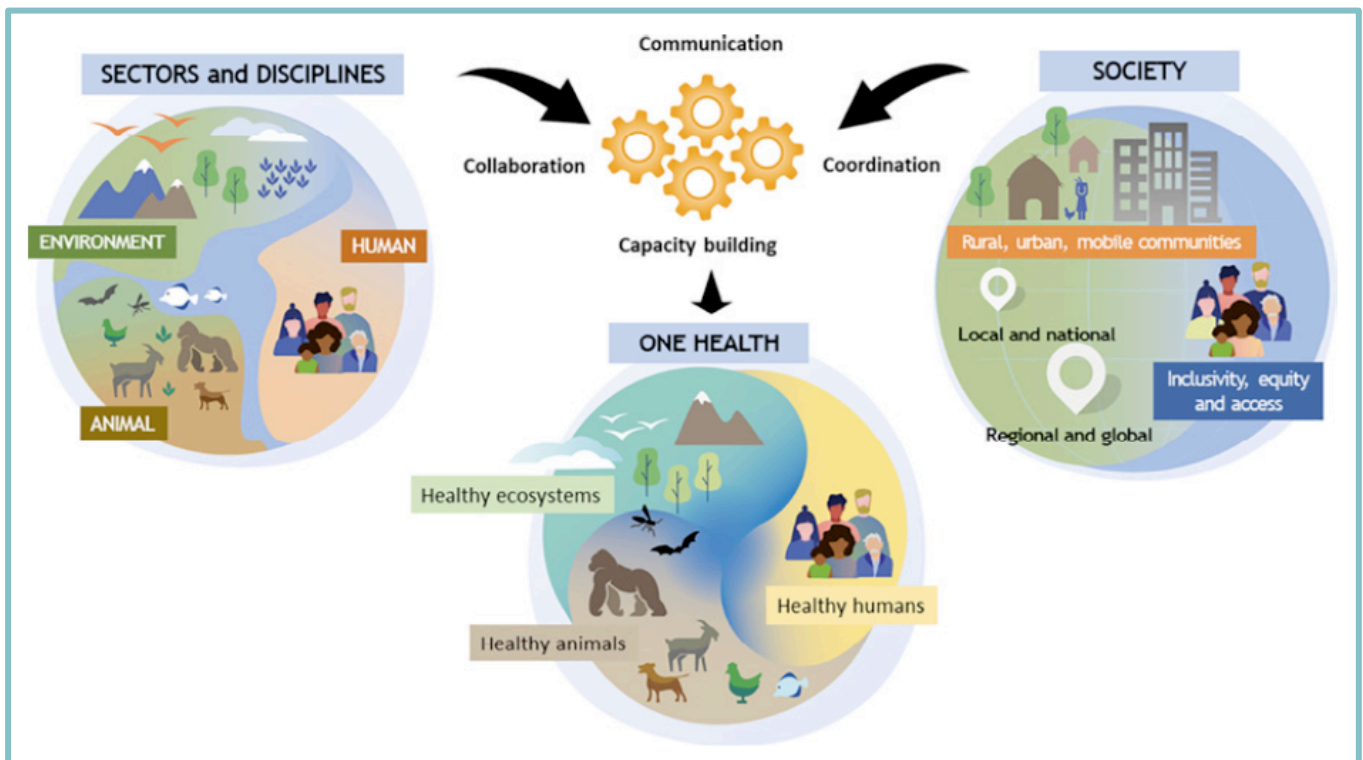 Communication
SECTORS and DISCIPLINES
SOCIETY
Collaboration
Coordination
ENVIRONMENT
HUMAN
Rural, urban, mobile communities
Capacity building
Local and national
ONE HEALTH
Inclusivity, equity
and access
ANIMAL
Regional and global
Healthy ecosystems
Healthy humans
Healthy animals